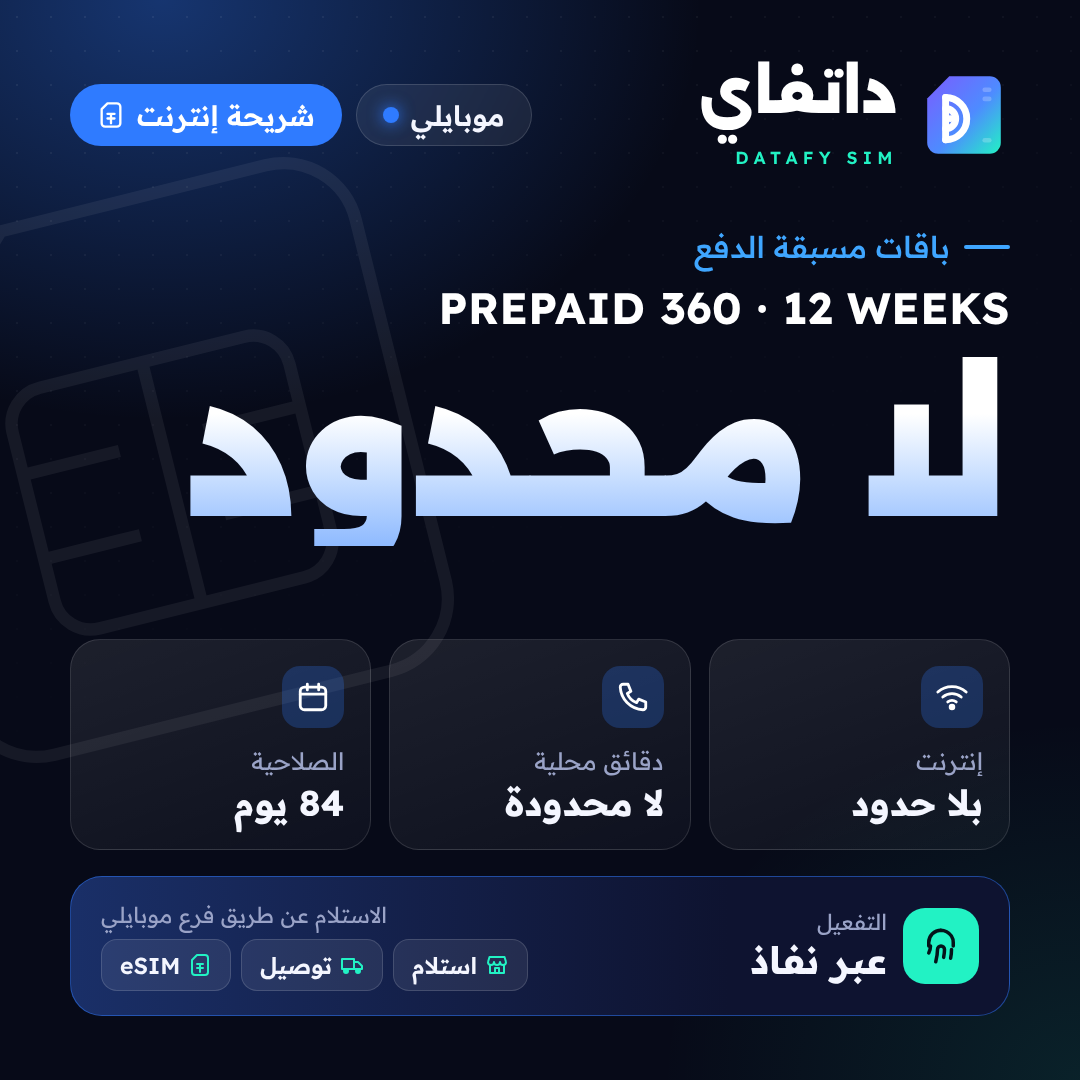 داتفاي
DATAFY SIM
موبايلي
شريحة إنترنت
باقات مسبقة الدفع
PREPAID 360 · 12 WEEKS
لا محدود
إنترنت
بلا حدود
دقائق محلية
لا محدودة
الصلاحية
84 يوم
التفعيل
عبر نفاذ
الاستلام عن طريق فرع موبايلي
استلام
توصيل
eSIM